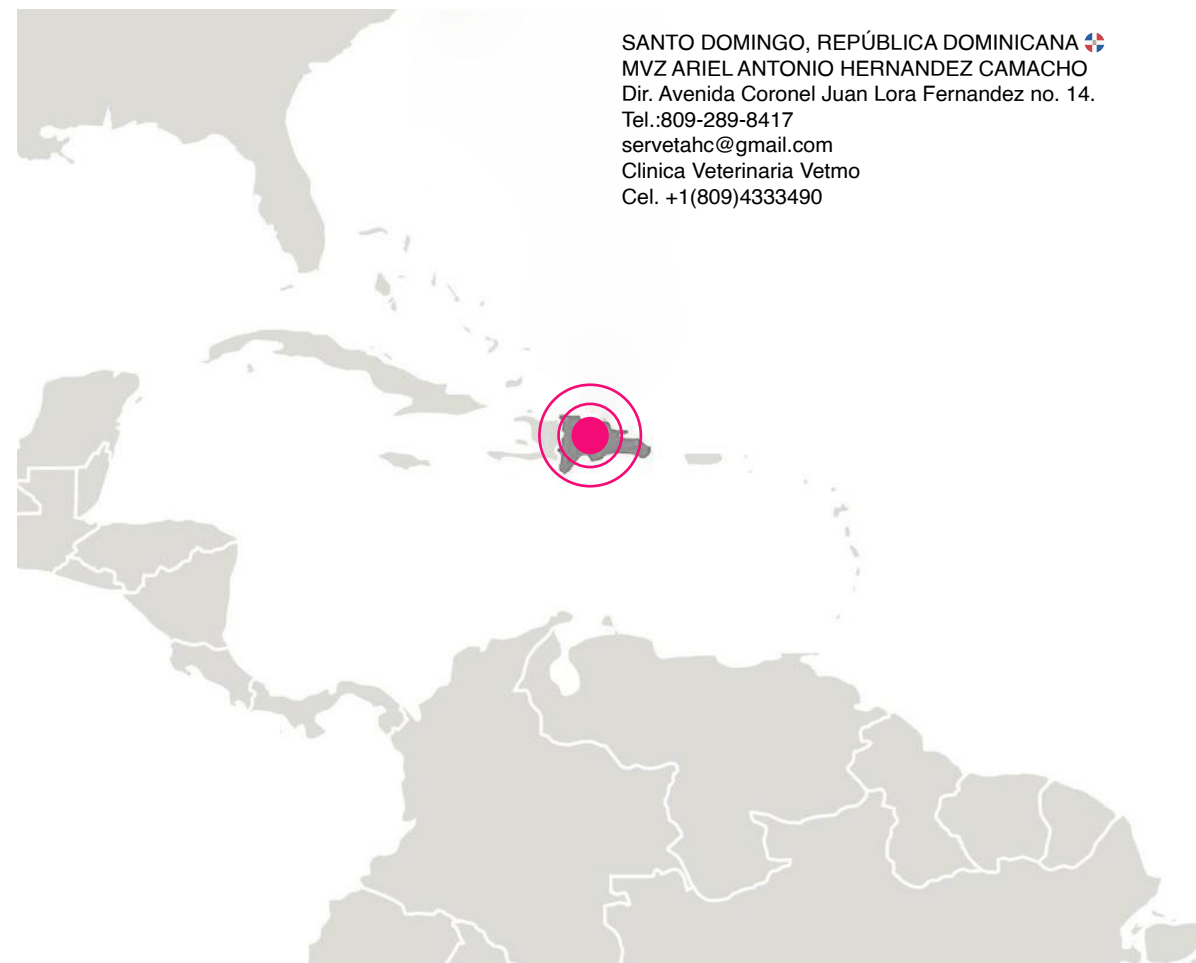 SANTO DOMINGO, REPÚBLICA DOMINICANA
MVZ ARIEL ANTONIO HERNANDEZ CAMACHO
Dir. Avenida Coronel Juan Lora Fernandez no. 14.
Tel.:809-289-8417
servetahc@gmail.com
Clinica Veterinaria Vetmo
Cel. +1(809)4333490